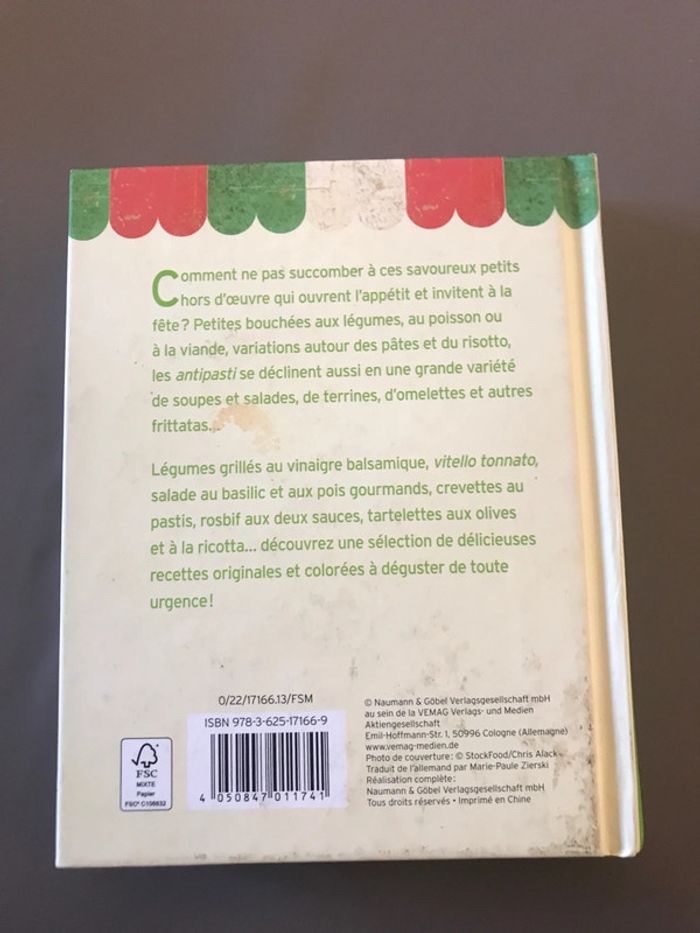 Comment ne pas succomber à ces savoureux petits
hors d'œuvre qui ouvrent l'appétit et invitent à la
fête ? Petites bouchées aux légumes, au poisson ou
à la viande, variations autour des pâtes et du risotto,
les antipasti se déclinent aussi en une grande variété
de soupes et salades, de terrines, d'omelettes et autres
frittatas...
Légumes grillés au vinaigre balsamique, vitello tonnato,
salade au basilic et aux pois gourmands, crevettes au
pastis, rosbif aux deux sauces, tartelettes aux olives
et à la ricotta... découvrez une sélection de délicieuses
recettes originales et colorées à déguster de toute
urgence !
0/22/17166.13/FSM
ISBN 978-3-625-17166-9
4 050847 011741
FSC
MIXTE
Papier
FSC® C106832
© Naumann & Göbel Verlagsgesellschaft mbH
au sein de la VEMAG Verlags- und Medien
Aktiengesellschaft
Emil-Hoffmann-Str. 1, 50996 Cologne (Allemagne)
www.vemag-medien.de
Photo de couverture : © StockFood/Chris Alack
Traduit de l'allemand par Marie-Paule Zierski
Réalisation complète :
Naumann & Göbel Verlagsgesellschaft mbH
Tous droits réservés • Imprimé en Chine